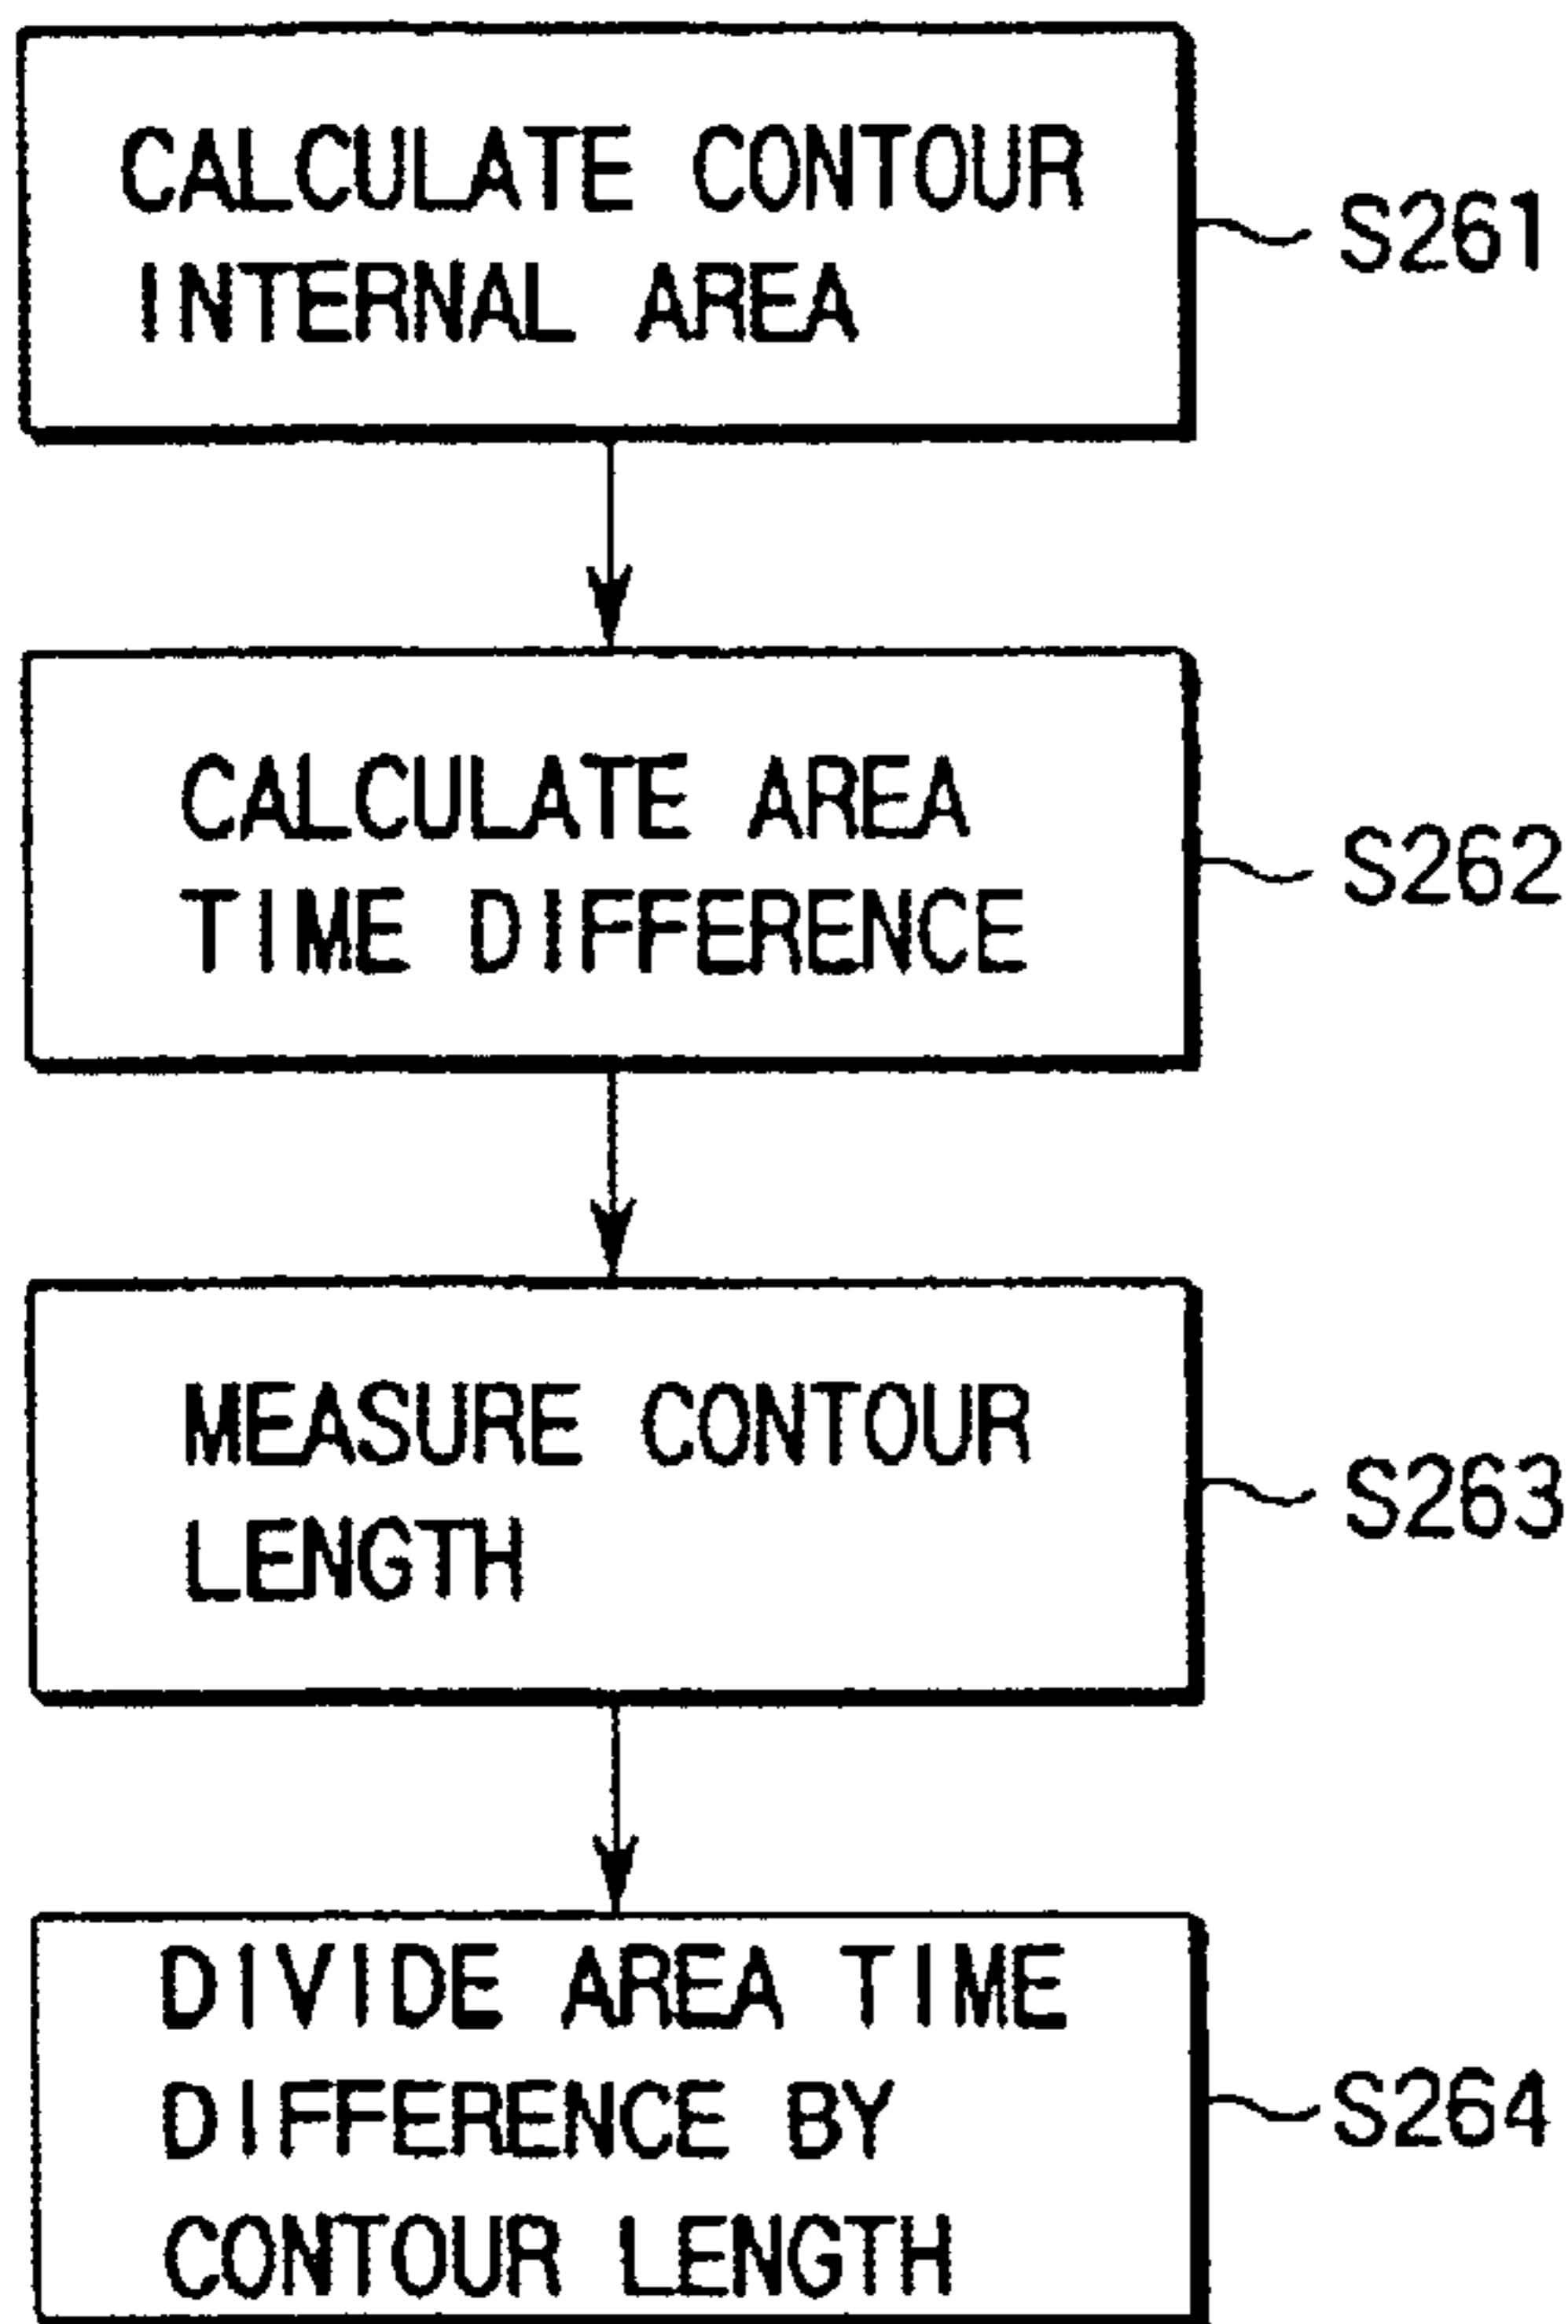 CALCULATE CONTOUR
INTERNAL AREA
S261
CALCULATE AREA
TIME DIFFERENCE
S262
MEASURE CONTOUR
LENGTH
S263
DIVIDE AREA TIME
DIFFERENCE BY
CONTOUR LENGTH
S264